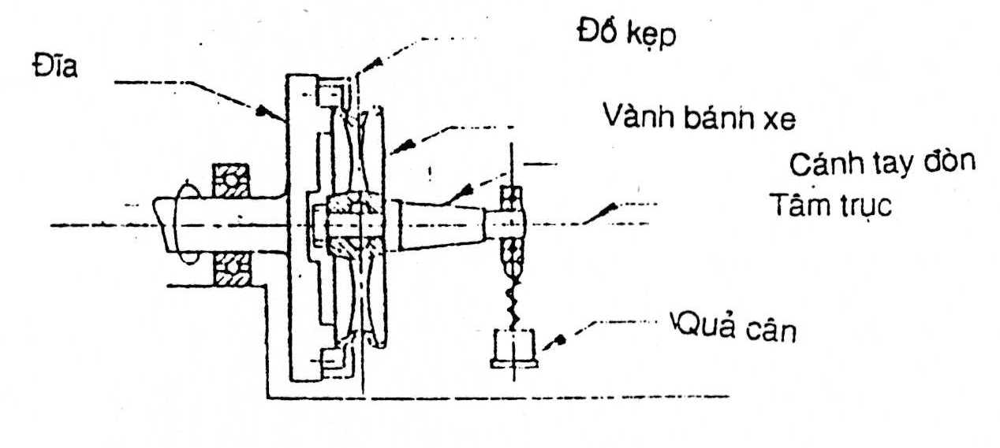 Đồ kẹp
Đĩa
Vành bánh xe
Cánh tay đòn
Tâm trục
Quả cân